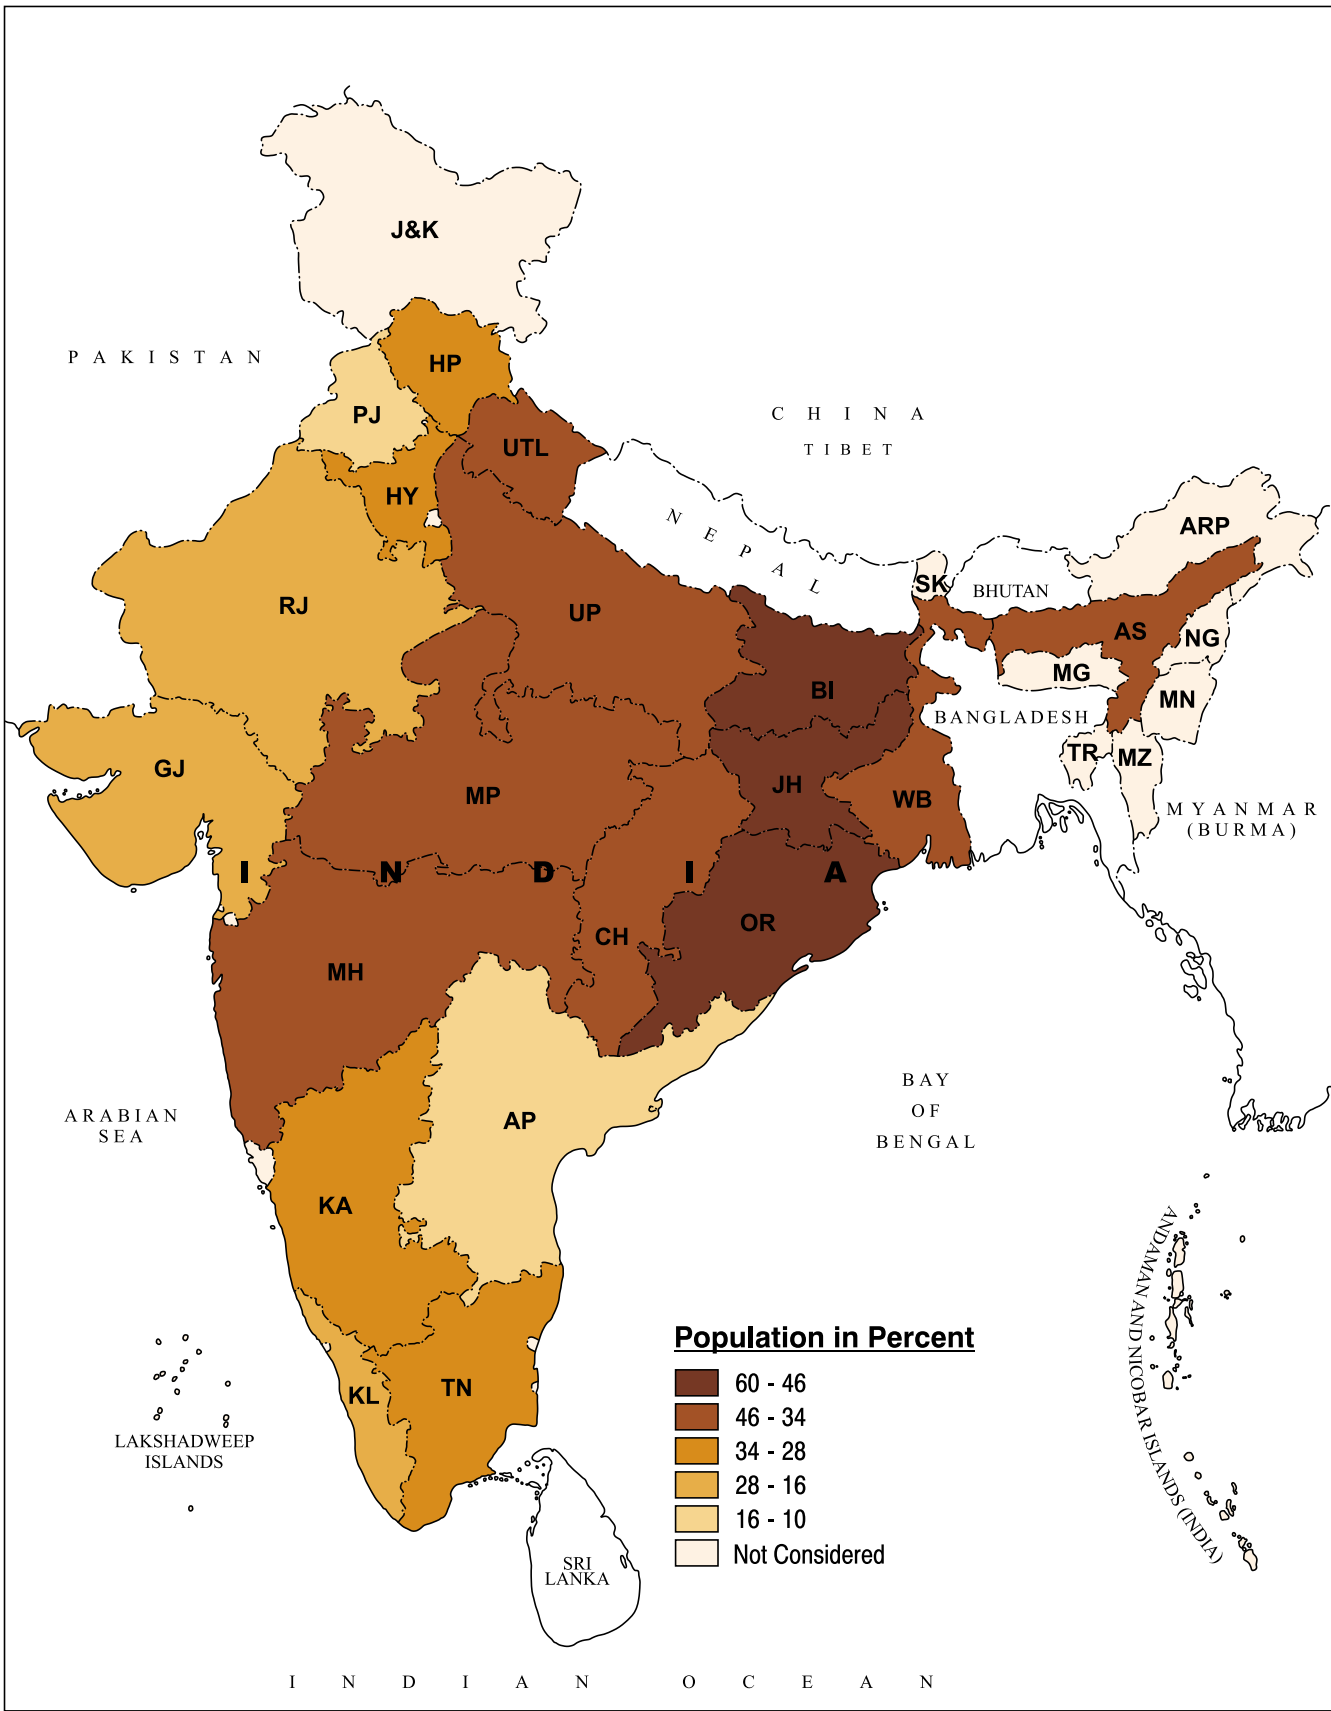 J&K
PAKISTAN
HP
PJ
CHINA
TIBET
UTL
HY
NEPAL
ARP
SK
BHUTAN
RJ
UP
AS
NG
MG
BI
MN
BANGLADESH
TR
MZ
GJ
MP
JH
WB
MYANMAR
(BURMA)
INDIA
OR
CH
MH
ARABIAN
SEA
AP
BAY
OF
BENGAL
KA
ANDAMAN AND NICOBAR ISLANDS (INDIA)
Population in Percent
60 - 46
46 - 34
34 - 28
28 - 16
16 - 10
Not Considered
KL
TN
LAKSHADWEEP
ISLANDS
SRI
LANKA
INDIAN OCEAN